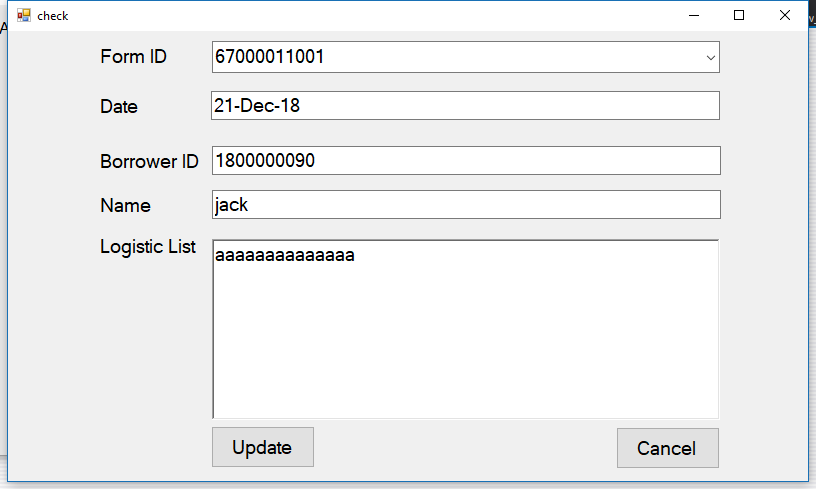 check
Form ID 67000011001
Date 21-Dec-18
Borrower ID 1800000090
Name jack
Logistic List aaaaaaaaaaaaaa
Update Cancel